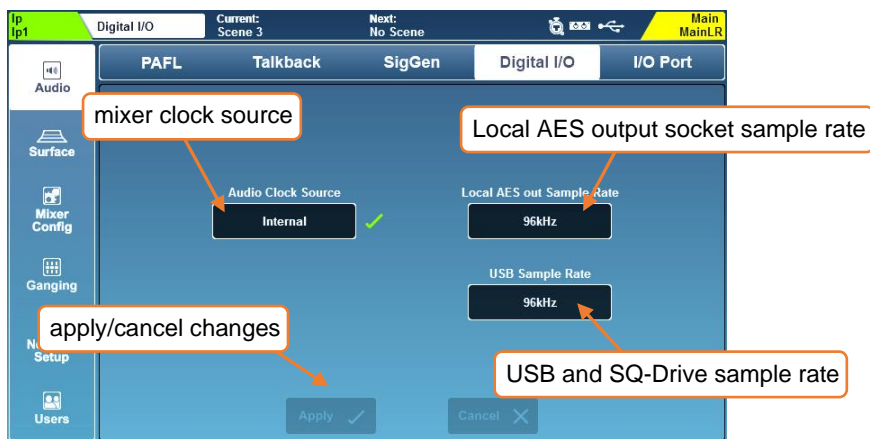 Ip
Ip1
Digital I/O
Current:
Scene 3
Next:
No Scene
Main
MainLR
Audio
PAFL
Talkback
SigGen
Digital I/O
I/O Port
mixer clock source
Local AES output socket sample rate
Surface
Audio Clock Source
Local AES out Sample Rate
Internal
96kHz
Mixer
Config
USB Sample Rate
96kHz
Ganging
apply/cancel changes
Setup
USB and SQ-Drive sample rate
Users
Apply
Cancel